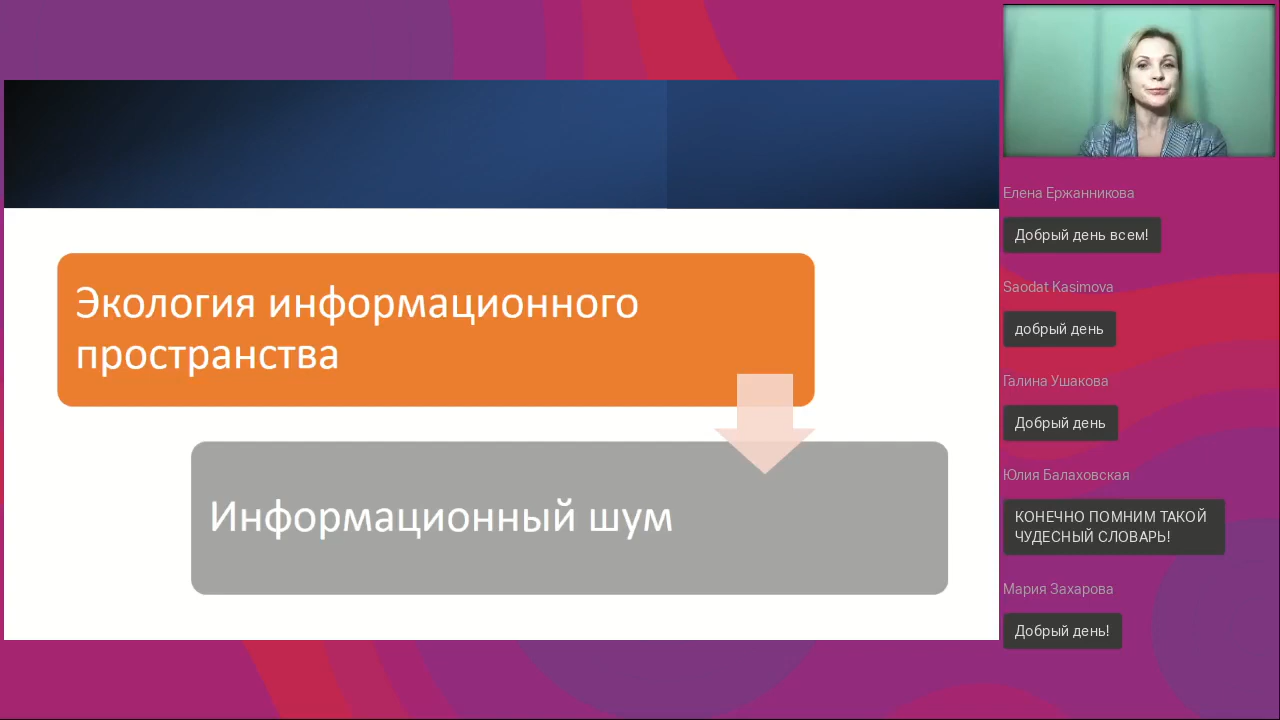 Экология информационного
пространства
Информационный шум
Елена Ержанникова
Добрый день всем!
Saodat Kasimova
добрый день
Галина Ушакова
Добрый день
Юлия Балаховская
КОНЕЧНО ПОМНИМ ТАКОЙ
ЧУДЕСНЫЙ СЛОВАРЬ!
Мария Захарова
Добрый день!